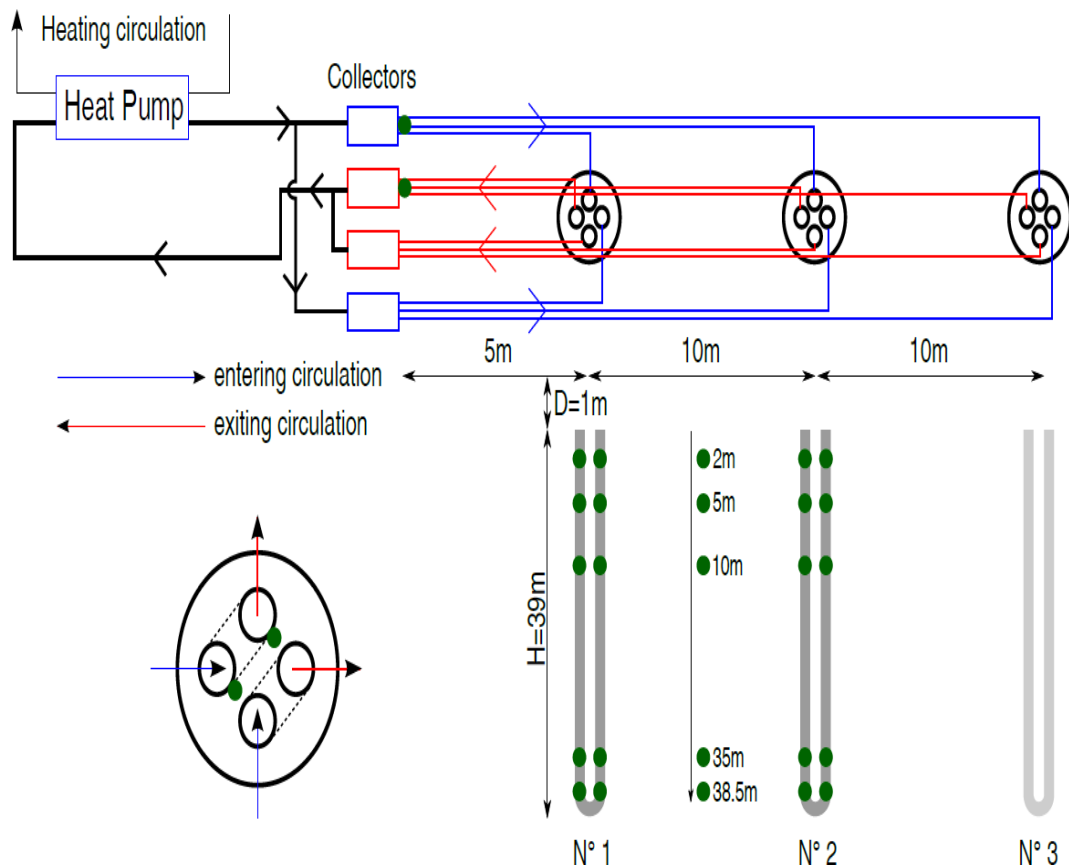 Heating circulation
Heat Pump
Collectors
5m
10m
10m
entering circulation
exiting circulation
D=1m
2m
5m
10m
H=39m
35m
38.5m
N° 1
N° 2
N° 3